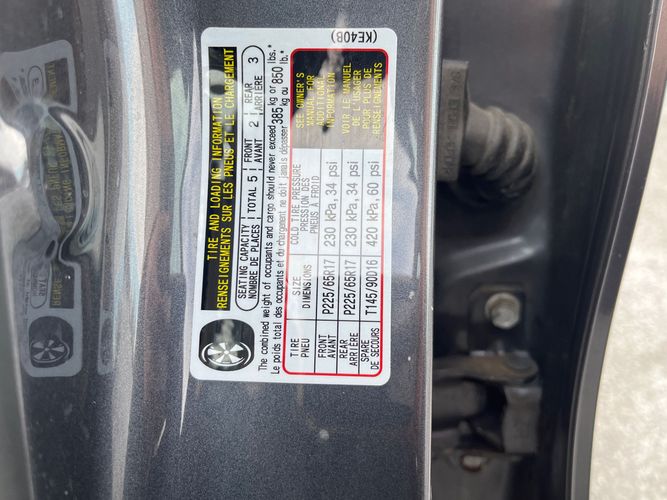 TIRE AND LOADING INFORMATION
RENSEIGNEMENTS SUR LES PNEUS ET LE CHARGEMENT
SEATING CAPACITY
NOMBRE DE PLACES
TOTAL 5
FRONT
AVANT
2
REAR
ARRIÈRE
3
The combined weight of occupants and cargo should never exceed
Le poids total des occupants et du chargement ne doit jamais dépasser
385 kg or 850 lbs.*
kg ou lb.*
TIRE
PNEU
SIZE
DIMENSIONS
COLD TIRE PRESSURE
PRESSION DES
PNEUS A FROID
SEE OWNER'S
MANUAL FOR
ADDITIONAL
INFORMATION
VOIR LE MANUEL
DE L'USAGER
POUR PLUS DE
RENSEIGNEMENTS
FRONT
AVANT
P225/65R17
230 kPa, 34 psi
REAR
ARRIÈRE
P225/65R17
230 kPa, 34 psi
SPARE
DE SECOURS
T145/90D16
420 kPa, 60 psi
(KE40B)